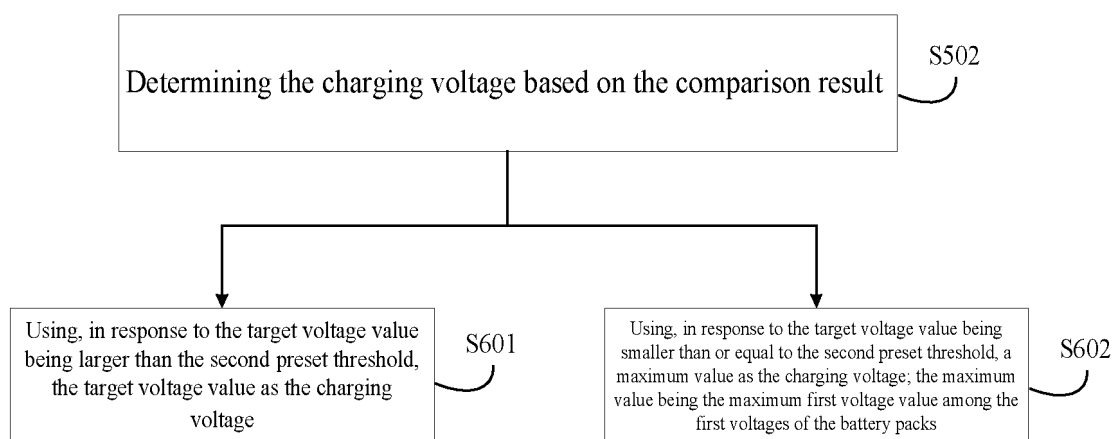 Determining the charging voltage based on the comparison result
S502
Using, in response to the target voltage value
being larger than the second preset threshold,
the target voltage value as the charging
voltage
S601
Using, in response to the target voltage value being
smaller than or equal to the second preset threshold, a
maximum value as the charging voltage; the maximum
value being the maximum first voltage value among the
first voltages of the battery packs
S602